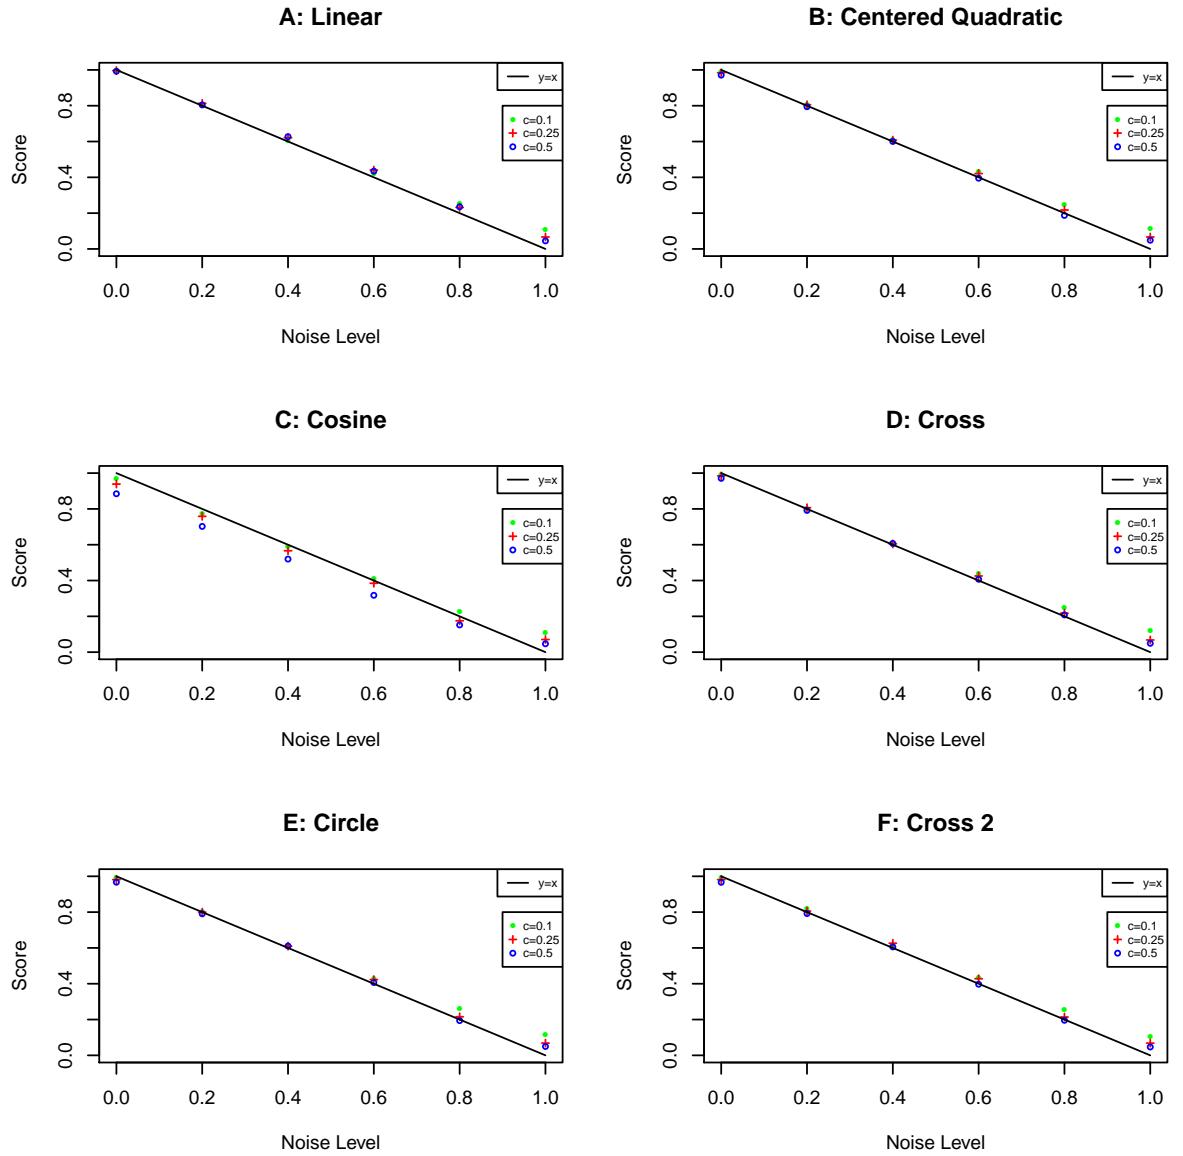 A: Linear
Score
0.0 0.4 0.8
y=x
c=0.1
c=0.25
c=0.5
0.0 0.2 0.4 0.6 0.8 1.0
Noise Level
B: Centered Quadratic
Score
0.0 0.4 0.8
y=x
c=0.1
c=0.25
c=0.5
0.0 0.2 0.4 0.6 0.8 1.0
Noise Level
C: Cosine
Score
0.0 0.4 0.8
y=x
c=0.1
c=0.25
c=0.5
0.0 0.2 0.4 0.6 0.8 1.0
Noise Level
D: Cross
Score
0.0 0.4 0.8
y=x
c=0.1
c=0.25
c=0.5
0.0 0.2 0.4 0.6 0.8 1.0
Noise Level
E: Circle
Score
0.0 0.4 0.8
y=x
c=0.1
c=0.25
c=0.5
0.0 0.2 0.4 0.6 0.8 1.0
Noise Level
F: Cross 2
Score
0.0 0.4 0.8
y=x
c=0.1
c=0.25
c=0.5
0.0 0.2 0.4 0.6 0.8 1.0
Noise Level